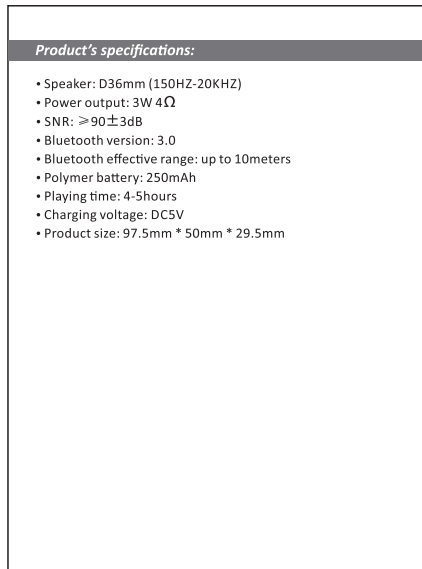 Product's specifications:
• Speaker: D36mm (150HZ-20KHZ)
• Power output: 3W 4Ω
• SNR: ⩾90±3dB
• Bluetooth version: 3.0
• Bluetooth effective range: up to 10meters
• Polymer battery: 250mAh
• Playing time: 4-5hours
• Charging voltage: DC5V
• Product size: 97.5mm * 50mm * 29.5mm